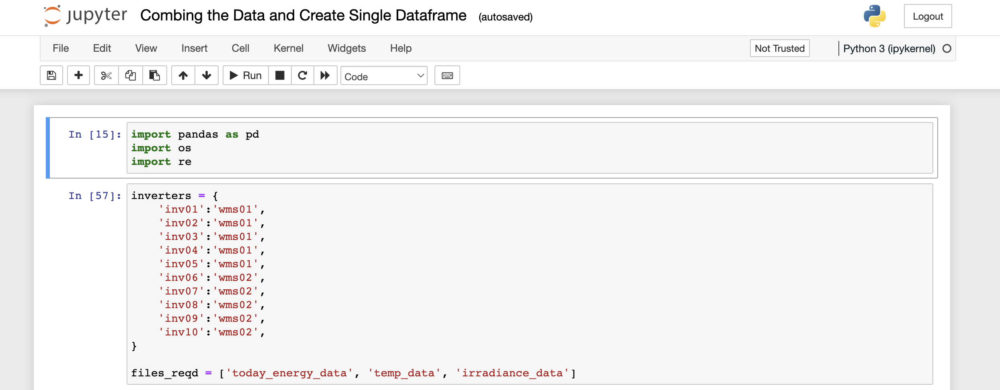 jupyter Combing the Data and Create Single Dataframe (autosaved) Logout
File Edit View Insert Cell Kernel Widgets Help Not Trusted Python 3 (ipykernel)
Run Code
In [15]: import pandas as pd
import os
import re
In [57]: inverters = {
    'inv01':'wms01',
    'inv02':'wms01',
    'inv03':'wms01',
    'inv04':'wms01',
    'inv05':'wms01',
    'inv06':'wms02',
    'inv07':'wms02',
    'inv08':'wms02',
    'inv09':'wms02',
    'inv10':'wms02',
}
files_reqd = ['today_energy_data', 'temp_data', 'irradiance_data']